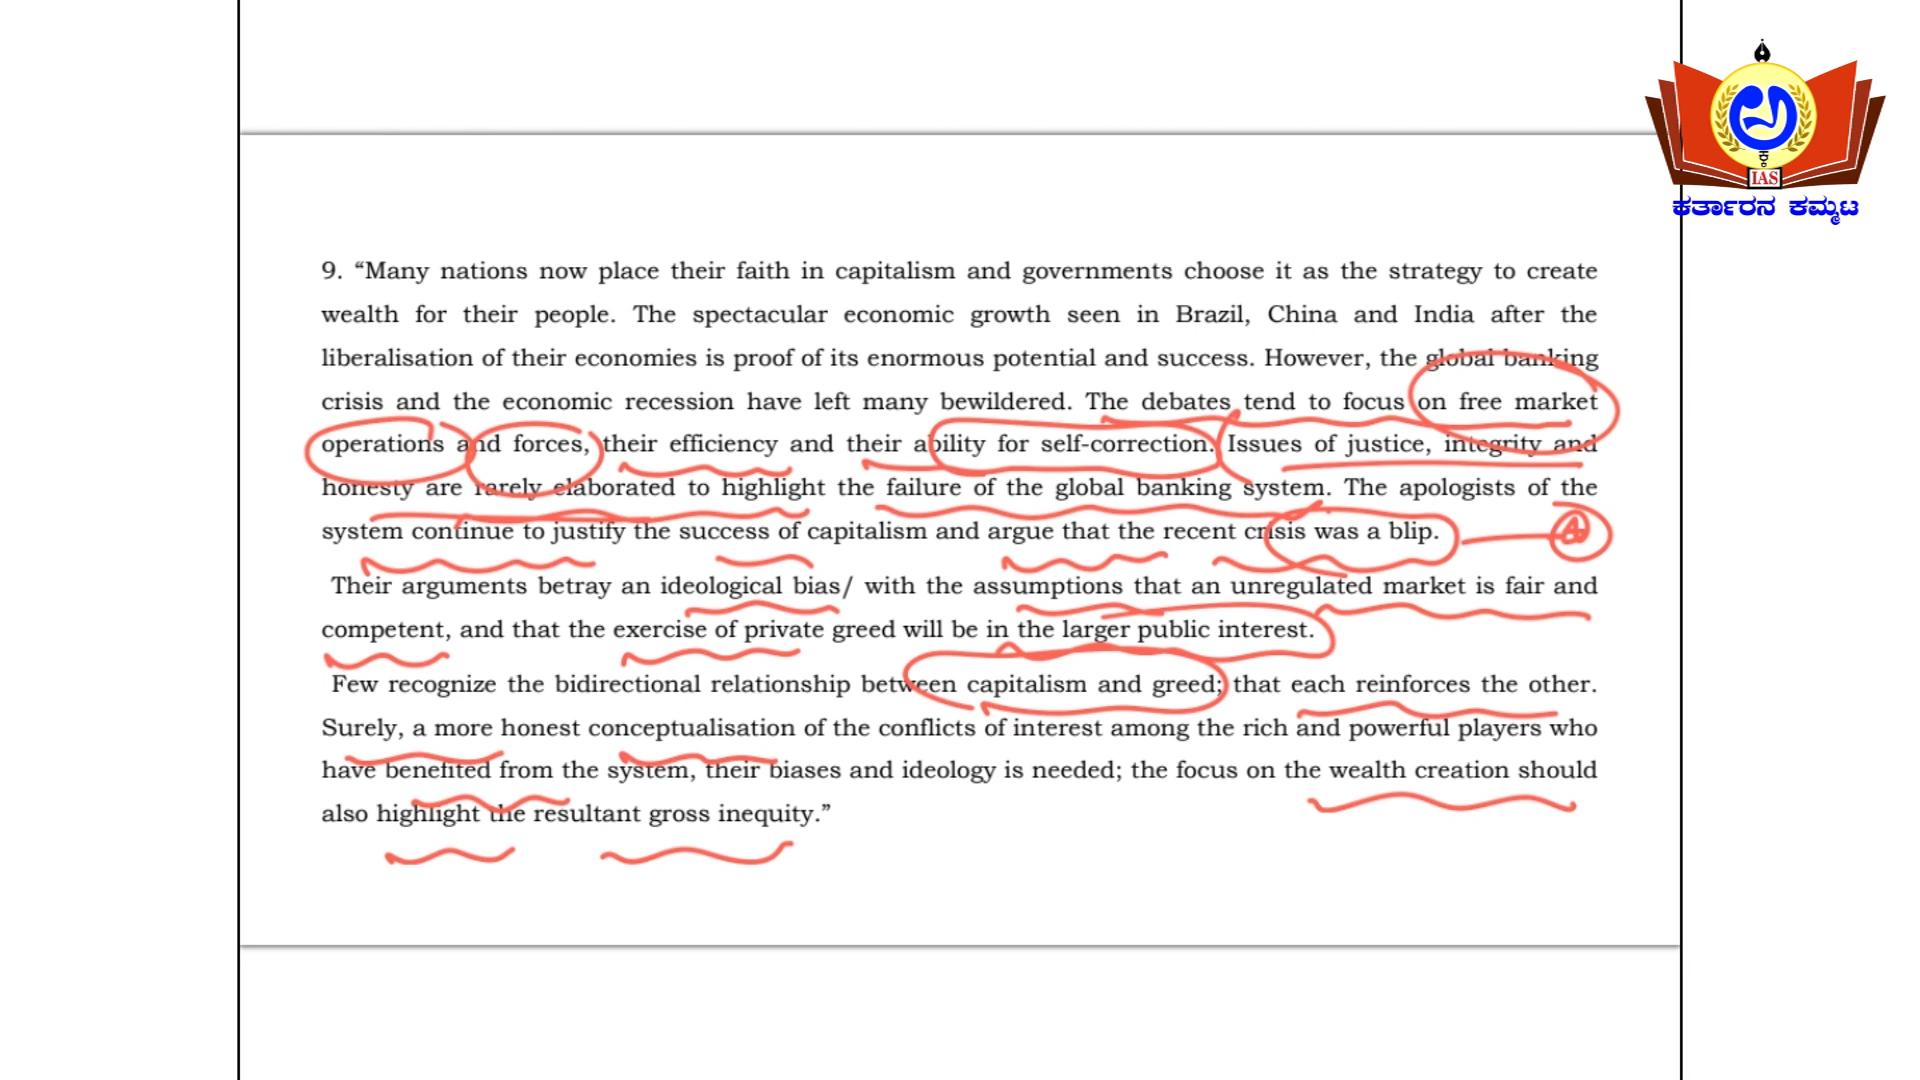 IAS
ಕರ್ತಾರನ ಕಮ್ಮಟ
9. “Many nations now place their faith in capitalism and governments choose it as the strategy to create
wealth for their people. The spectacular economic growth seen in Brazil, China and India after the
liberalisation of their economies is proof of its enormous potential and success. However, the global banking
crisis and the economic recession have left many bewildered. The debates tend to focus on free market
operations and forces, their efficiency and their ability for self-correction. Issues of justice, integrity and
honesty are rarely elaborated to highlight the failure of the global banking system. The apologists of the
system continue to justify the success of capitalism and argue that the recent crisis was a blip.
Their arguments betray an ideological bias/ with the assumptions that an unregulated market is fair and
competent, and that the exercise of private greed will be in the larger public interest.
Few recognize the bidirectional relationship between capitalism and greed; that each reinforces the other.
Surely, a more honest conceptualisation of the conflicts of interest among the rich and powerful players who
have benefited from the system, their biases and ideology is needed; the focus on the wealth creation should
also highlight the resultant gross inequity.”